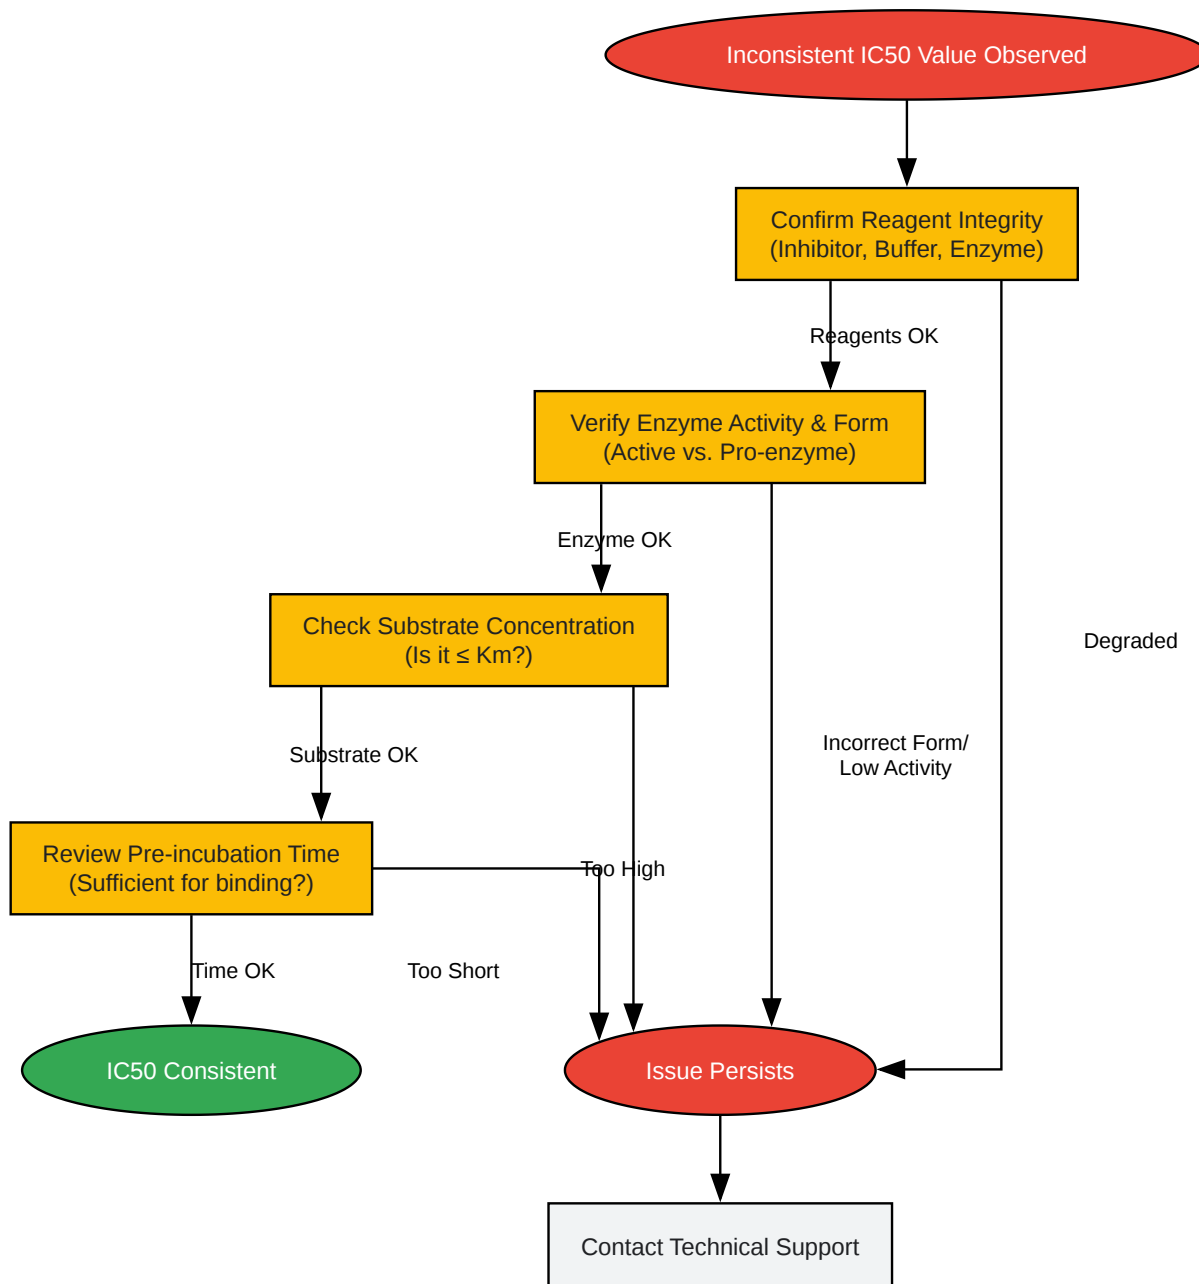 Inconsistent IC50 Value Observed
Confirm Reagent Integrity
(Inhibitor, Buffer, Enzyme)
Reagents OK
Verify Enzyme Activity & Form
(Active vs. Pro-enzyme)
Enzyme OK
Check Substrate Concentration
(Is it ≤ Km?)
Degraded
Incorrect Form/
Low Activity
Substrate OK
Review Pre-incubation Time
(Sufficient for binding?)
Too High
Time OK
Too Short
IC50 Consistent
Issue Persists
Contact Technical Support